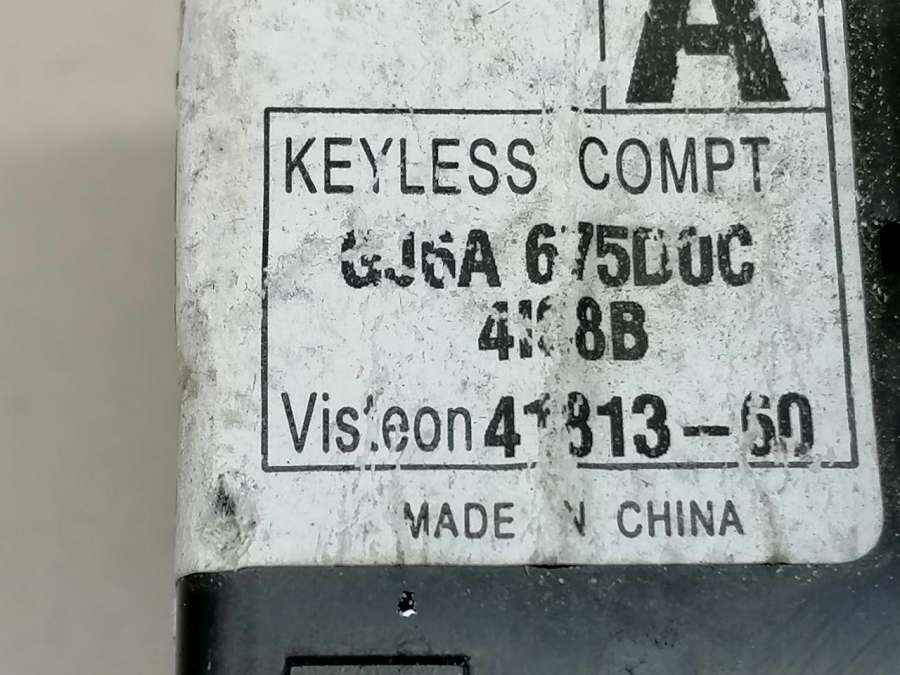 A
KEYLESS COMPT
GJ6A 675D0C
Visteon
MADE IN CHINA